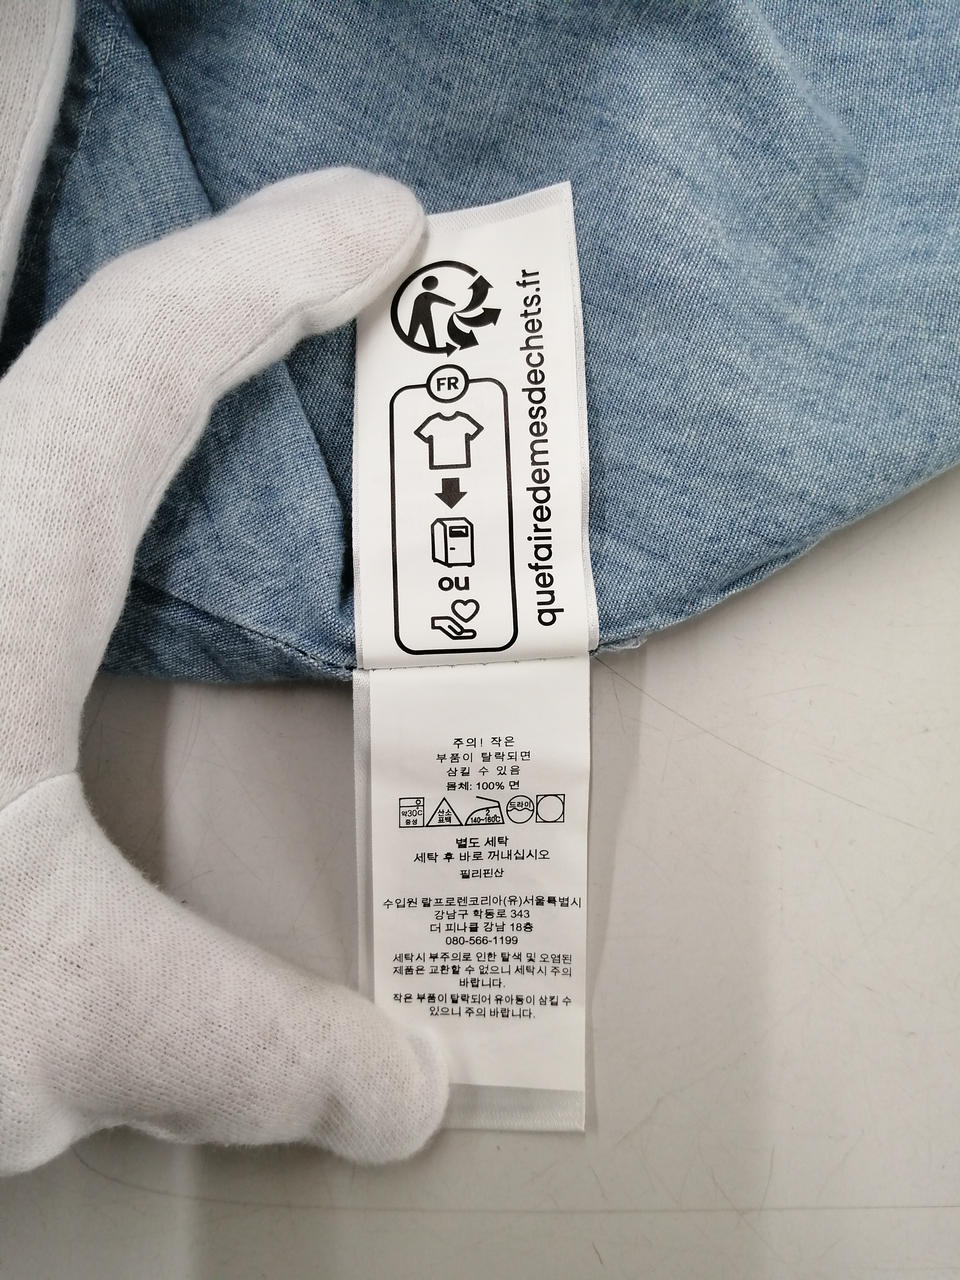 FR
ou
quefairedemesdechets.fr
주의! 작은
부품이 탈락되면
삼킬 수 있음
몸체: 100% 면
약30℃
중성
산소
표백
2
140~160℃
드라이
별도 세탁
세탁 후 바로 꺼내십시오
필리핀산
수입원 랄프로렌코리아(유)서울특별시
강남구 학동로 343
더 피나클 강남 18층
080-566-1199
세탁시 부주의로 인한 탈색 및 오염된
제품은 교환할 수 없으니 세탁시 주의
바랍니다.
작은 부품이 탈락되어 유아등이 삼킬 수
있으니 주의 바랍니다.